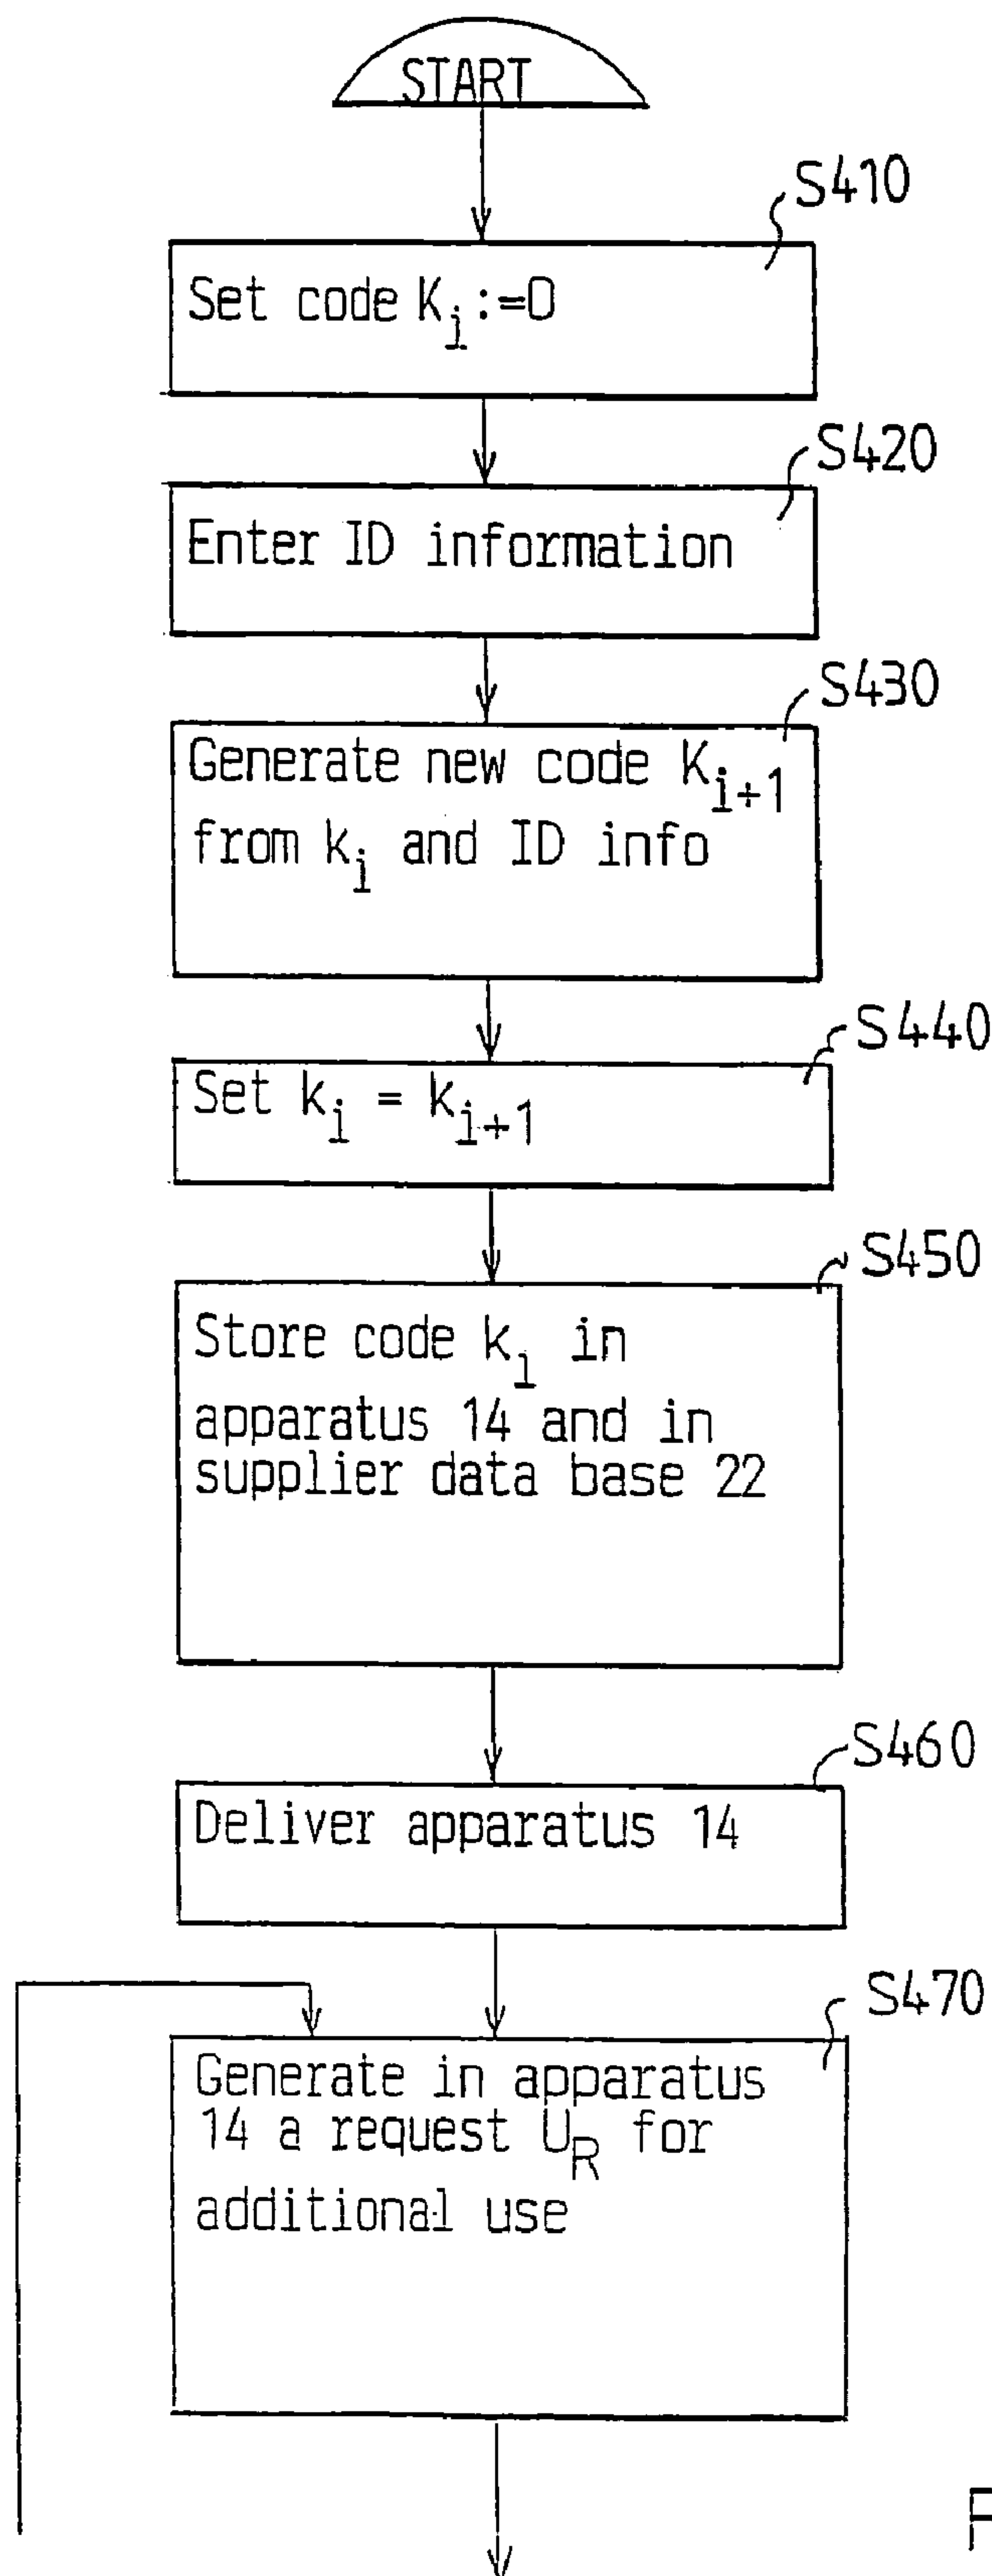 START
S410
Set code K_i :=0
S420
Enter ID information
S430
Generate new code K_i+1
from k_i and ID info
S440
Set k_i = k_i+1
S450
Store code k_i in
apparatus 14 and in
supplier data base 22
S460
Deliver apparatus 14
S470
Generate in apparatus
14 a request U_R for
additional use
F